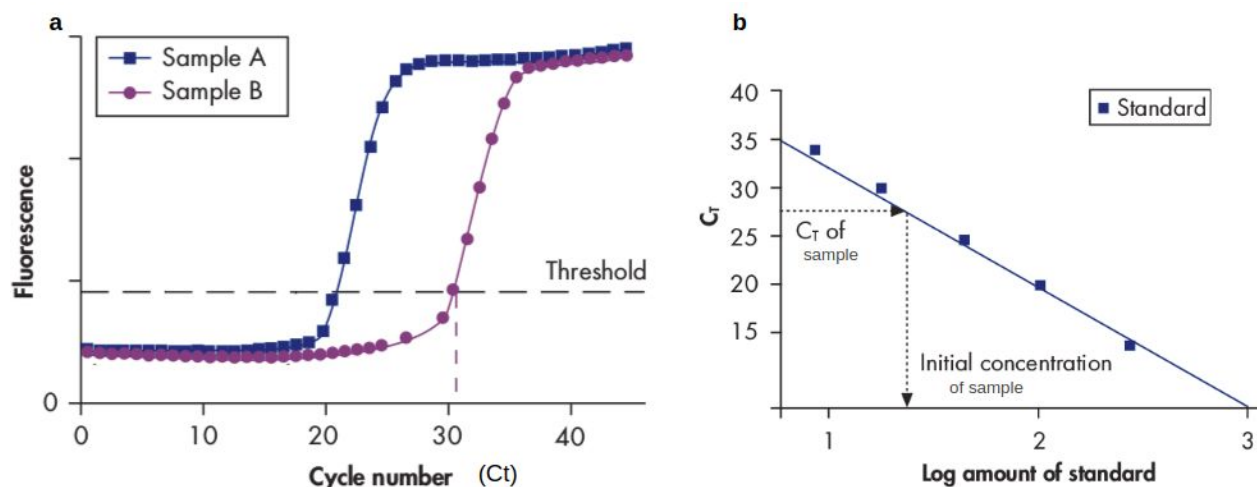 a
Sample A
Sample B
Fluorescence
Threshold
0
0 10 20 30 40
Cycle number (Ct)
b
Standard
40
35
30
25
20
15
CT
CT of
sample
Initial concentration
of sample
1 2 3
Log amount of standard